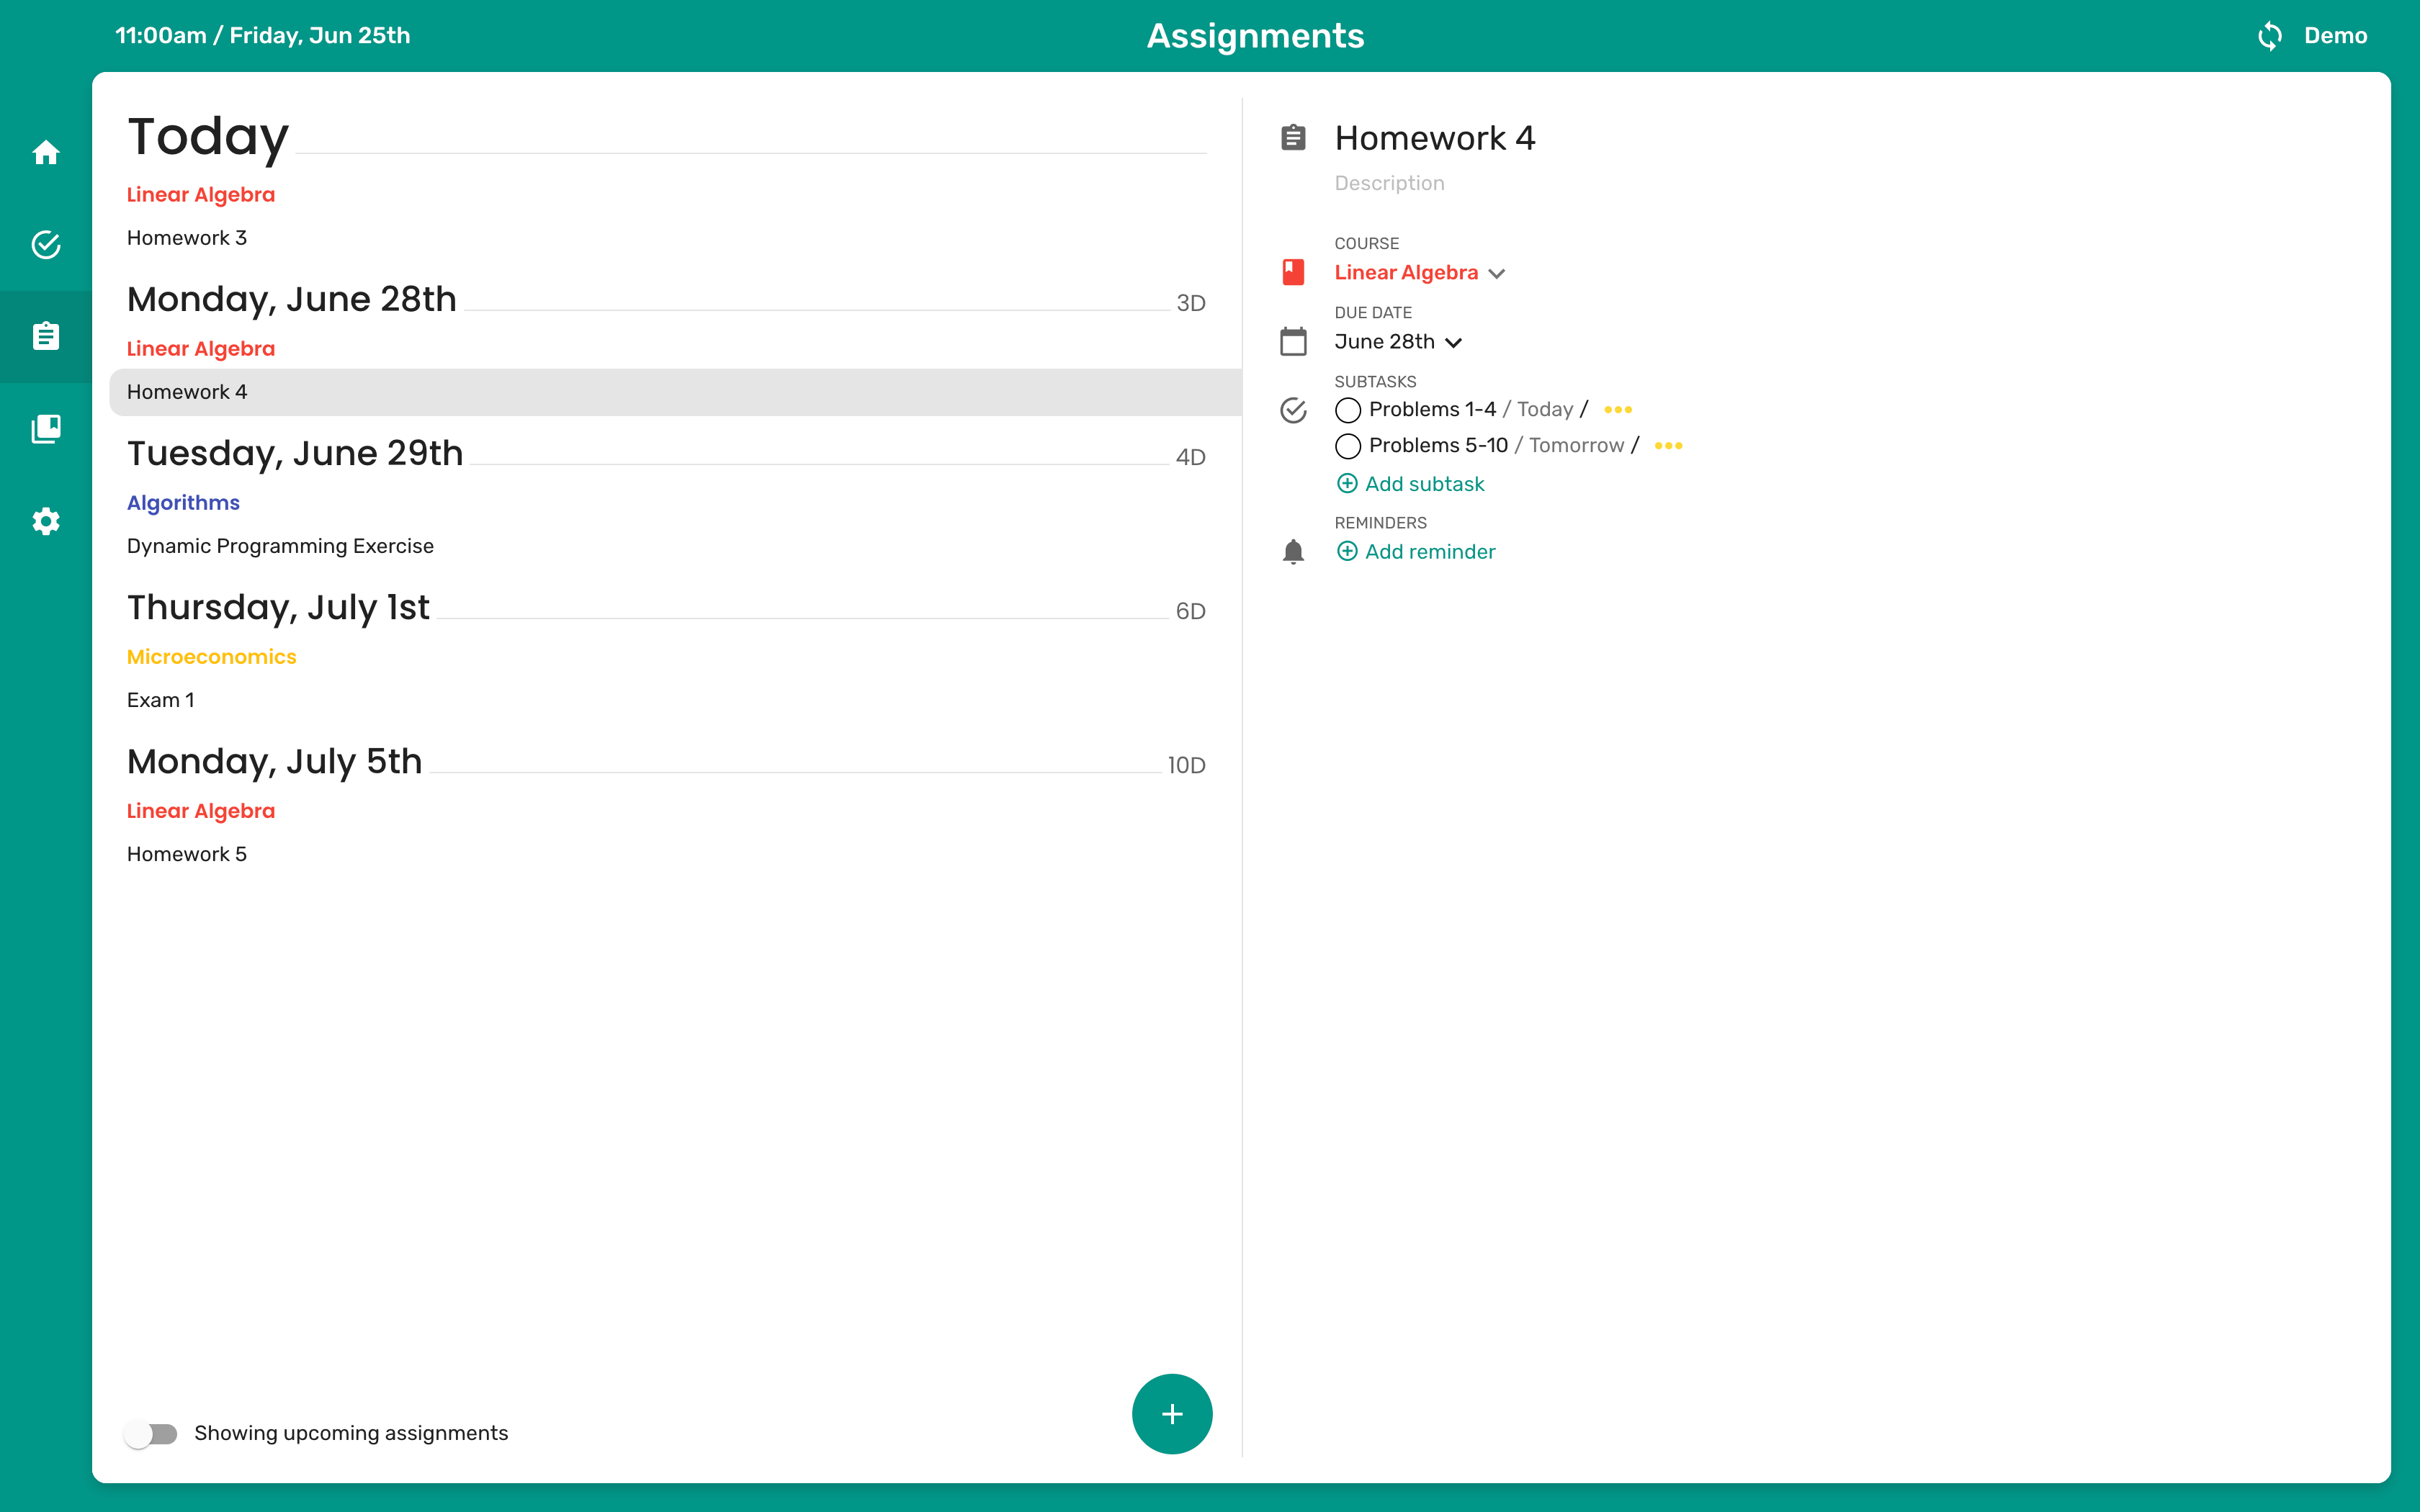 11:00am / Friday, Jun 25th
Assignments
Demo
Today
Linear Algebra
Homework 3
Monday, June 28th
3D
Linear Algebra
Homework 4
Tuesday, June 29th
4D
Algorithms
Dynamic Programming Exercise
Thursday, July 1st
6D
Microeconomics
Exam 1
Monday, July 5th
10D
Linear Algebra
Homework 5
Showing upcoming assignments
Homework 4
Description
COURSE
Linear Algebra
DUE DATE
June 28th
SUBTASKS
Problems 1-4 / Today /
Problems 5-10 / Tomorrow /
Add subtask
REMINDERS
Add reminder